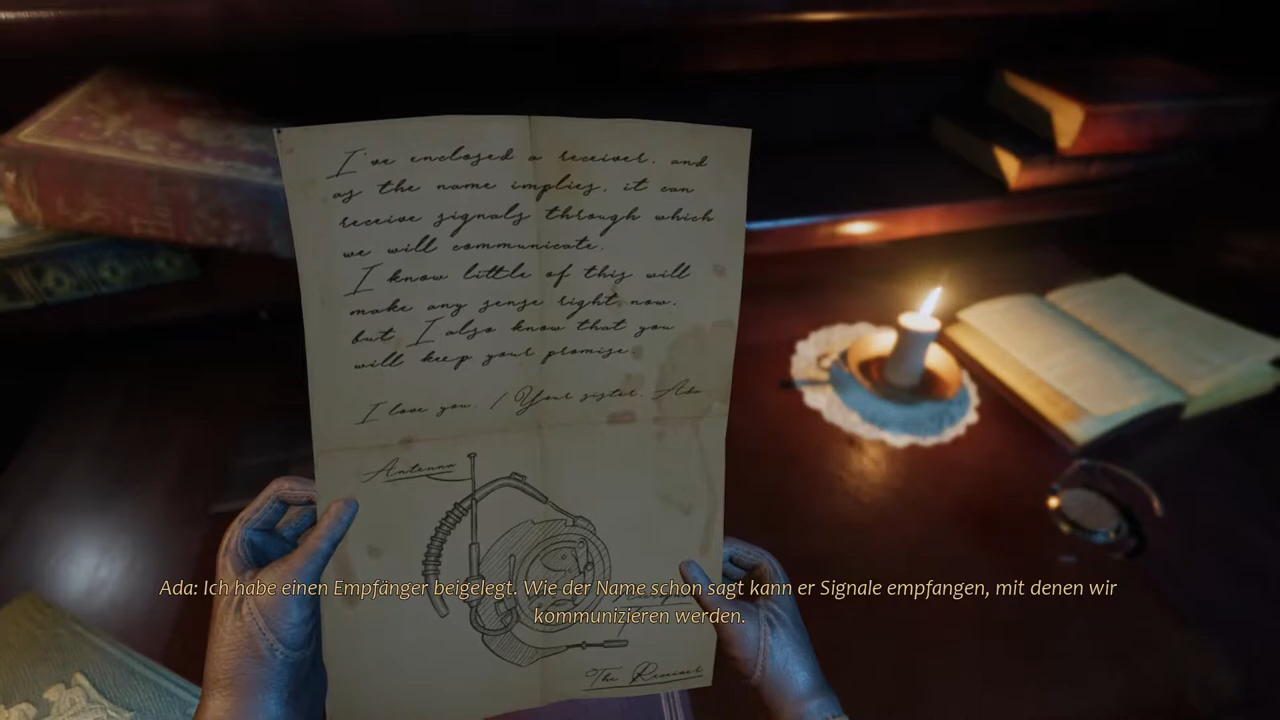 I've enclosed a receiver, and
as the name implies, it can
receive signals through which
we will communicate.
I know little of this will
make any sense right now,
but I also know that you
will keep your promise.
I love you. / Your sister, Ada
Antenna
Ada: Ich habe einen Empfänger beigelegt. Wie der Name schon sagt kann er Signale empfangen, mit denen wir
kommunizieren werden.
The Receiver